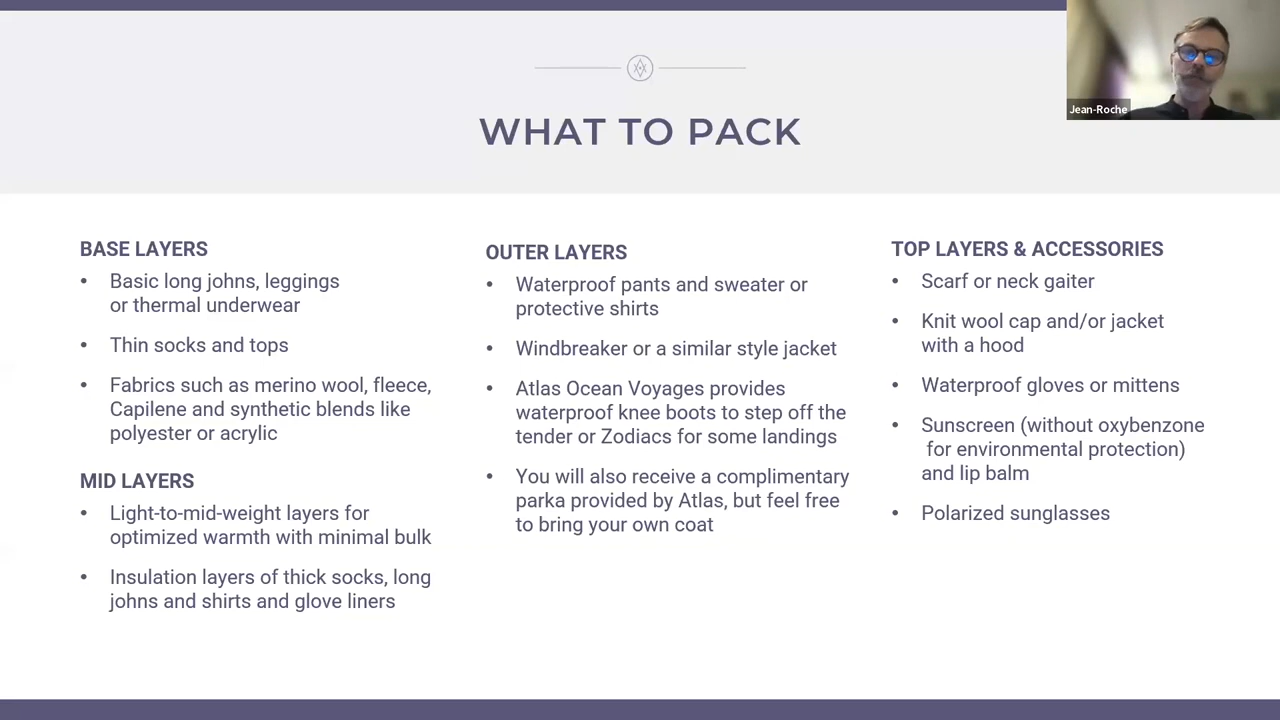 Jean-Roche
WHAT TO PACK
BASE LAYERS
• Basic long johns, leggings
or thermal underwear
• Thin socks and tops
• Fabrics such as merino wool, fleece,
Capilene and synthetic blends like
polyester or acrylic
MID LAYERS
• Light-to-mid-weight layers for
optimized warmth with minimal bulk
• Insulation layers of thick socks, long
johns and shirts and glove liners
OUTER LAYERS
• Waterproof pants and sweater or
protective shirts
• Windbreaker or a similar style jacket
• Atlas Ocean Voyages provides
waterproof knee boots to step off the
tender or Zodiacs for some landings
• You will also receive a complimentary
parka provided by Atlas, but feel free
to bring your own coat
TOP LAYERS & ACCESSORIES
• Scarf or neck gaiter
• Knit wool cap and/or jacket
with a hood
• Waterproof gloves or mittens
• Sunscreen (without oxybenzone
for environmental protection)
and lip balm
• Polarized sunglasses